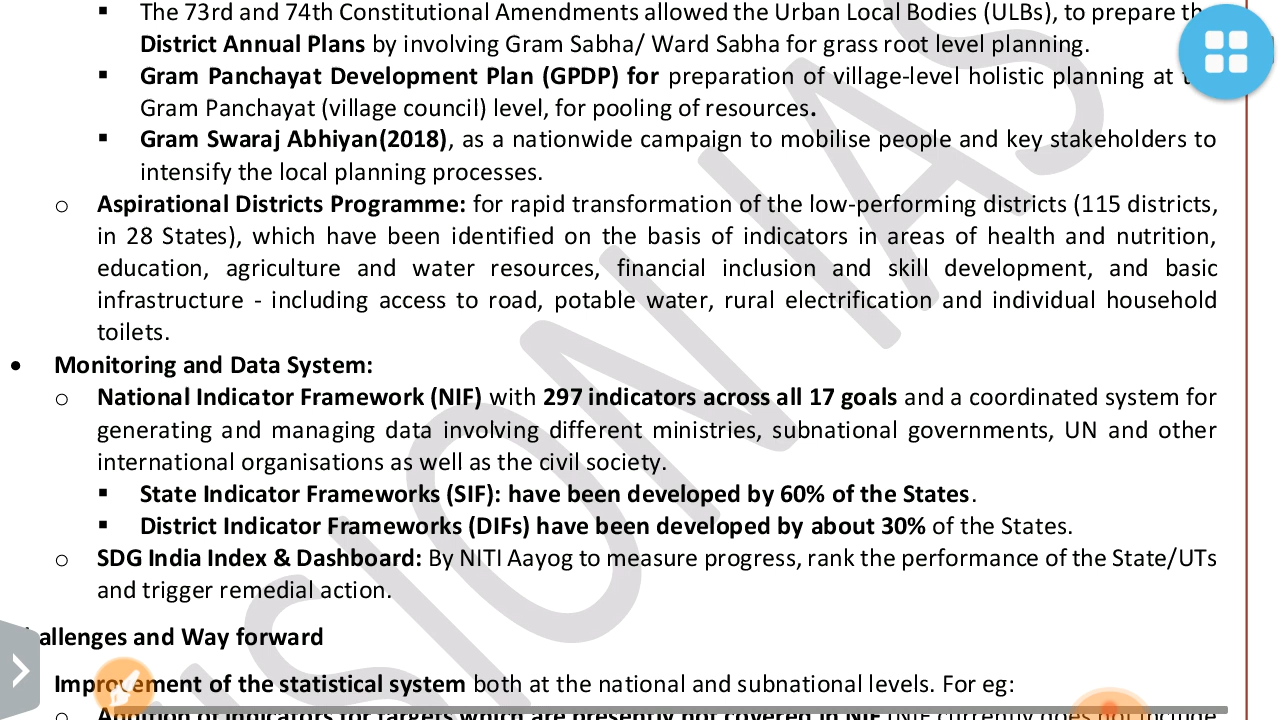 ▪ The 73rd and 74th Constitutional Amendments allowed the Urban Local Bodies (ULBs), to prepare
District Annual Plans by involving Gram Sabha/ Ward Sabha for grass root level planning.
▪ Gram Panchayat Development Plan (GPDP) for preparation of village-level holistic planning at
Gram Panchayat (village council) level, for pooling of resources.
▪ Gram Swaraj Abhiyan(2018), as a nationwide campaign to mobilise people and key stakeholders to
intensify the local planning processes.
o Aspirational Districts Programme: for rapid transformation of the low-performing districts (115 districts,
in 28 States), which have been identified on the basis of indicators in areas of health and nutrition,
education, agriculture and water resources, financial inclusion and skill development, and basic
infrastructure - including access to road, potable water, rural electrification and individual household
toilets.
• Monitoring and Data System:
o National Indicator Framework (NIF) with 297 indicators across all 17 goals and a coordinated system for
generating and managing data involving different ministries, subnational governments, UN and other
international organisations as well as the civil society.
▪ State Indicator Frameworks (SIF): have been developed by 60% of the States.
▪ District Indicator Frameworks (DIFs) have been developed by about 30% of the States.
o SDG India Index & Dashboard: By NITI Aayog to measure progress, rank the performance of the State/UTs
and trigger remedial action.
allenges and Way forward
Improvement of the statistical system both at the national and subnational levels. For eg:
o Addition of indicators for targets which are presently not covered in NIF (NIF currently does not include
VISION IAS